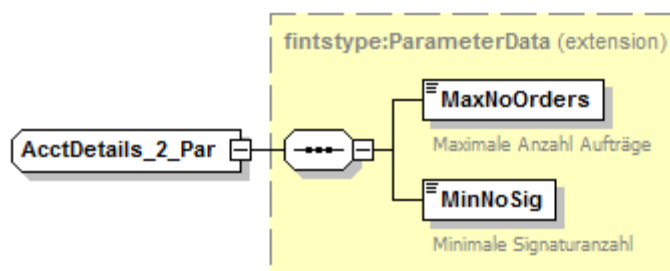 fintstype:ParameterData (extension)
MaxNoOrders
Maximale Anzahl Aufträge
AcctDetails_2_Par
MinNoSig
Minimale Signaturanzahl